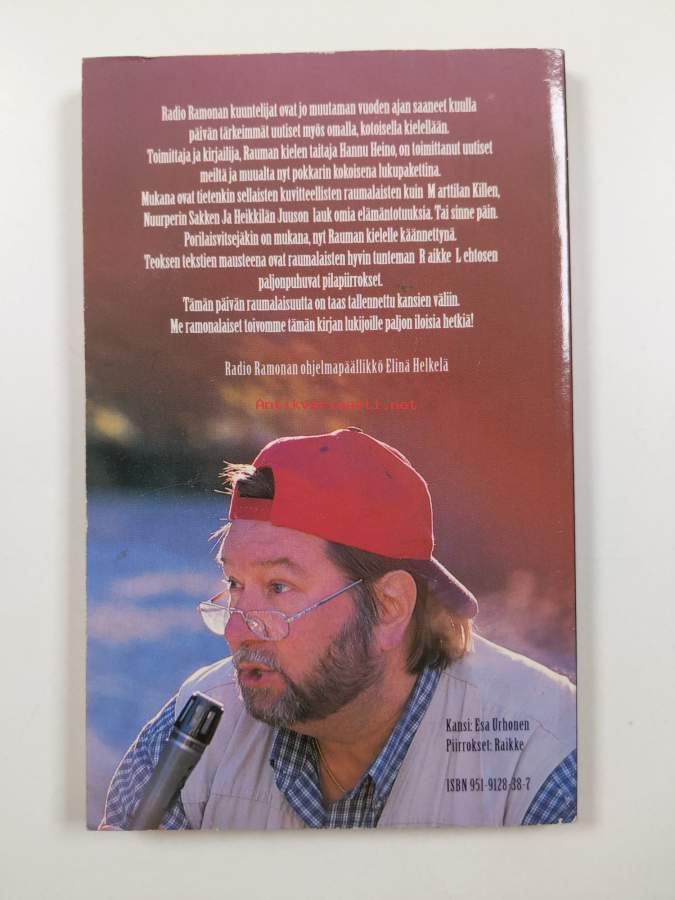 Radio Ramonan kuuntelijat ovat jo muutaman vuoden ajan saaneet kuulla
päivän tärkeimmät uutiset myös omalla, kotoisella kielellään.
Toimittaja ja kirjailija, Rauman kielen taitaja Hannu Heino, on toimittanut uutiset
meiltä ja muualta nyt pokkarin kokoisena lukupakettina.
Mukana ovat tietenkin sellaisten kuvitteellisten raumalaisten kuin M arttilan Killen,
Nuurperin Sakken Ja Heikkilän Juuson lauk omia elämäntotuuksia. Tai sinne päin.
Porilaisvitsejäkin on mukana, nyt Rauman kielelle käännettynä.
Teoksen tekstien mausteena ovat raumalaisten hyvin tunteman R aikke L ehtosen
paljonpuhuvat pilapiirrokset.
Tämän päivän raumalaisuutta on taas tallennettu kansien väliin.
Me ramonalaiset toivomme tämän kirjan lukijoille paljon iloisia hetkiä!
Radio Ramonan ohjelmapäällikkö Elinä Helkelä
Antikvariaatti.net
Kansi: Esa Urhonen
Piirrokset: Raikke
ISBN 951-9128-38-7